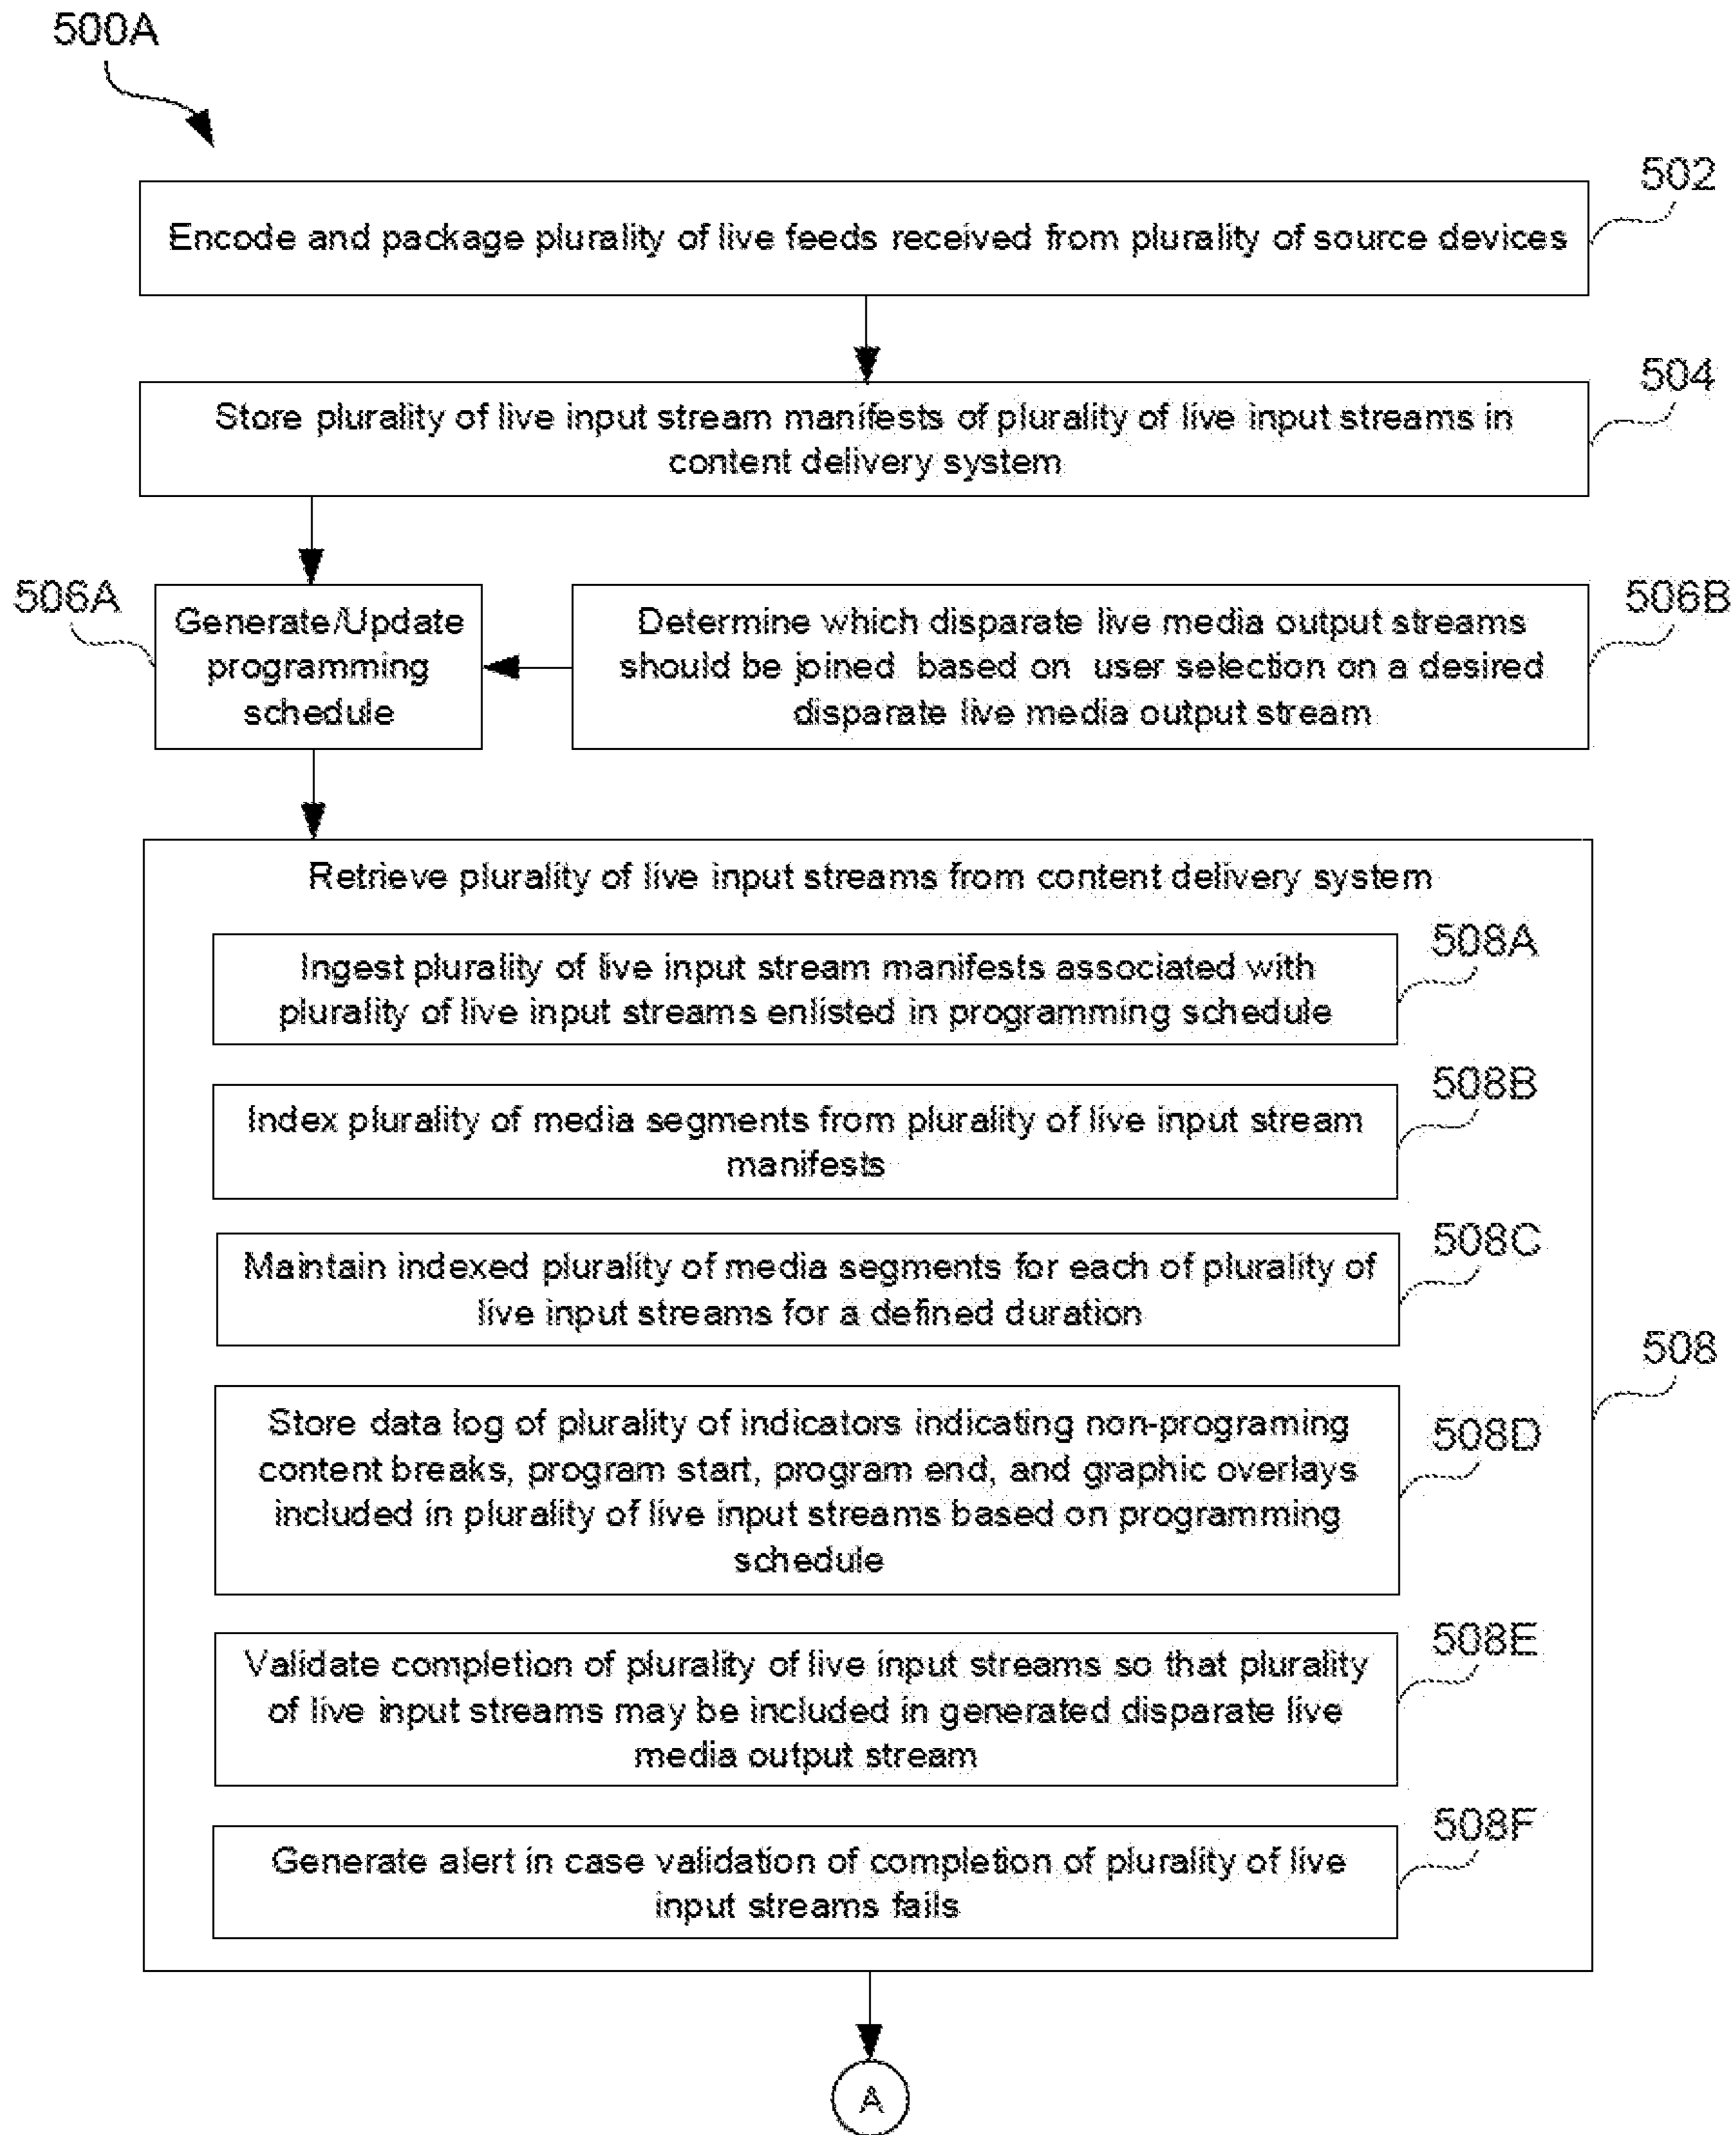 500A
502
Encode and package plurality of live feeds received from plurality of source devices
504
Store plurality of live input stream manifests of plurality of live input streams in
content delivery system
506A
Generate/Update
programming
schedule
506B
Determine which disparate live media output streams
should be joined based on user selection on a desired
disparate live media output stream
Retrieve plurality of live input streams from content delivery system
508A
Ingest plurality of live input stream manifests associated with
plurality of live input streams enlisted in programming schedule
508B
Index plurality of media segments from plurality of live input stream
manifests
508C
Maintain indexed plurality of media segments for each of plurality of
live input streams for a defined duration
508
508D
Store data log of plurality of indicators indicating non-programing
content breaks, program start, program end, and graphic overlays
included in plurality of live input streams based on programming
schedule
508E
Validate completion of plurality of live input streams so that plurality
of live input streams may be included in generated disparate live
media output stream
508F
Generate alert in case validation of completion of plurality of live
input streams fails
A